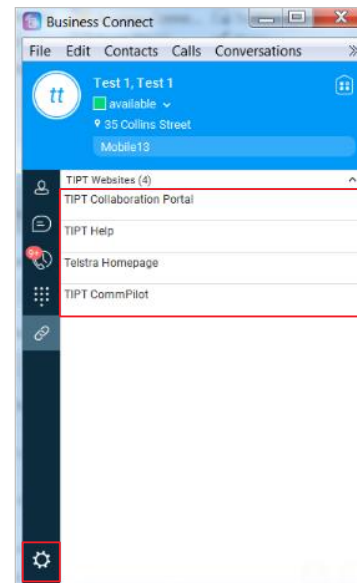 Business Connect
File Edit Contacts Calls Conversations »
tt
Test 1, Test 1
available
35 Collins Street
Mobile13
TIPT Websites (4)
TIPT Collaboration Portal
TIPT Help
9+
Telstra Homepage
TIPT CommPilot